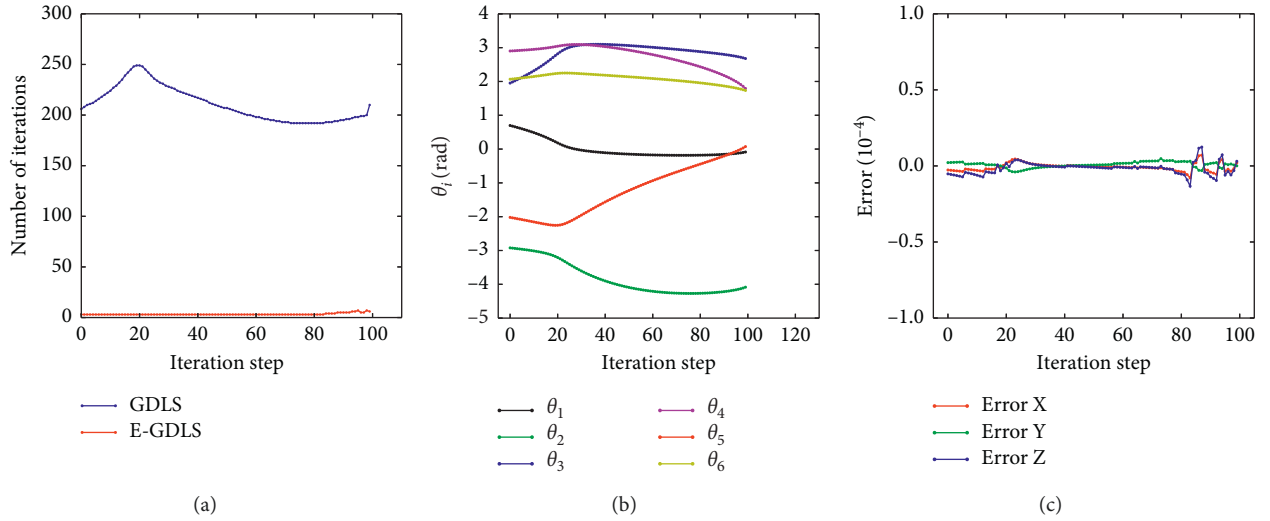 300
250
200
150
100
50
0
Number of iterations
0 20 40 60 80 100
Iteration step
GDLS
E-GDLS
(a)
4
3
2
1
0
−1
−2
−3
−4
−5
θi (rad)
0 20 40 60 80 100 120
Iteration step
θ1
θ2
θ3
θ4
θ5
θ6
(b)
1.0
0.5
0.0
−0.5
−1.0
Error (10−4)
0 20 40 60 80 100
Iteration step
Error X
Error Y
Error Z
(c)